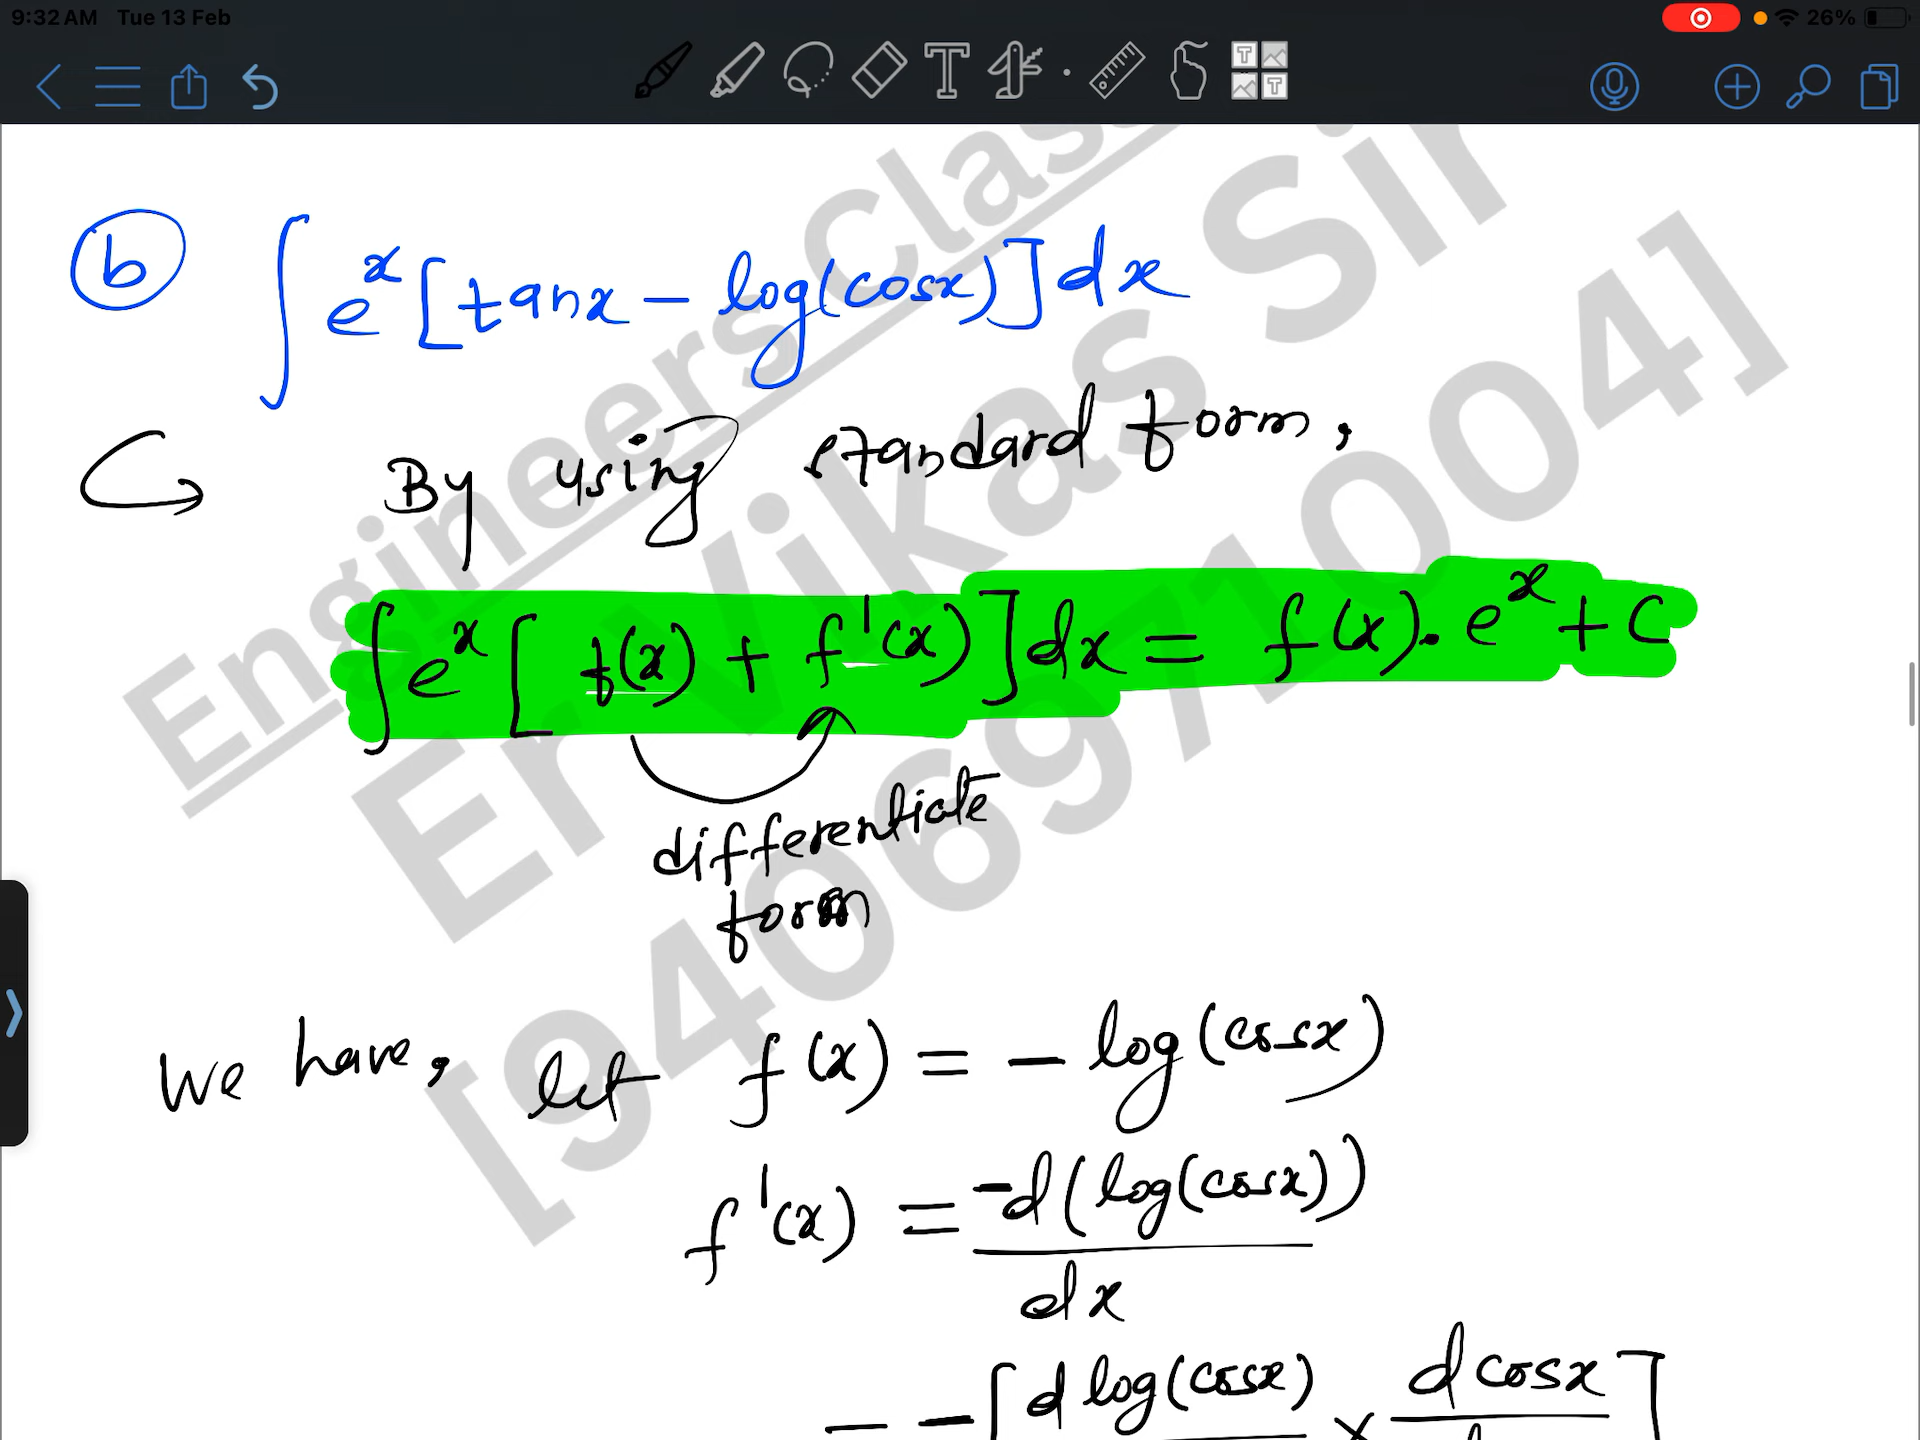 9:32 AM Tue 13 Feb 26%
(b) ∫ e^x [tanx − log(cosx)] dx
By using standard form,
∫ e^x [f(x) + f'(x)] dx = f(x). e^x + C
differentiate
form
We have, let f(x) = − log(cosx)
f'(x) = -d(log(cosx))
dx
= −[ d log(cosx) × d cosx ]
Engineers Class
Er Vikas Sir
[9406971004]